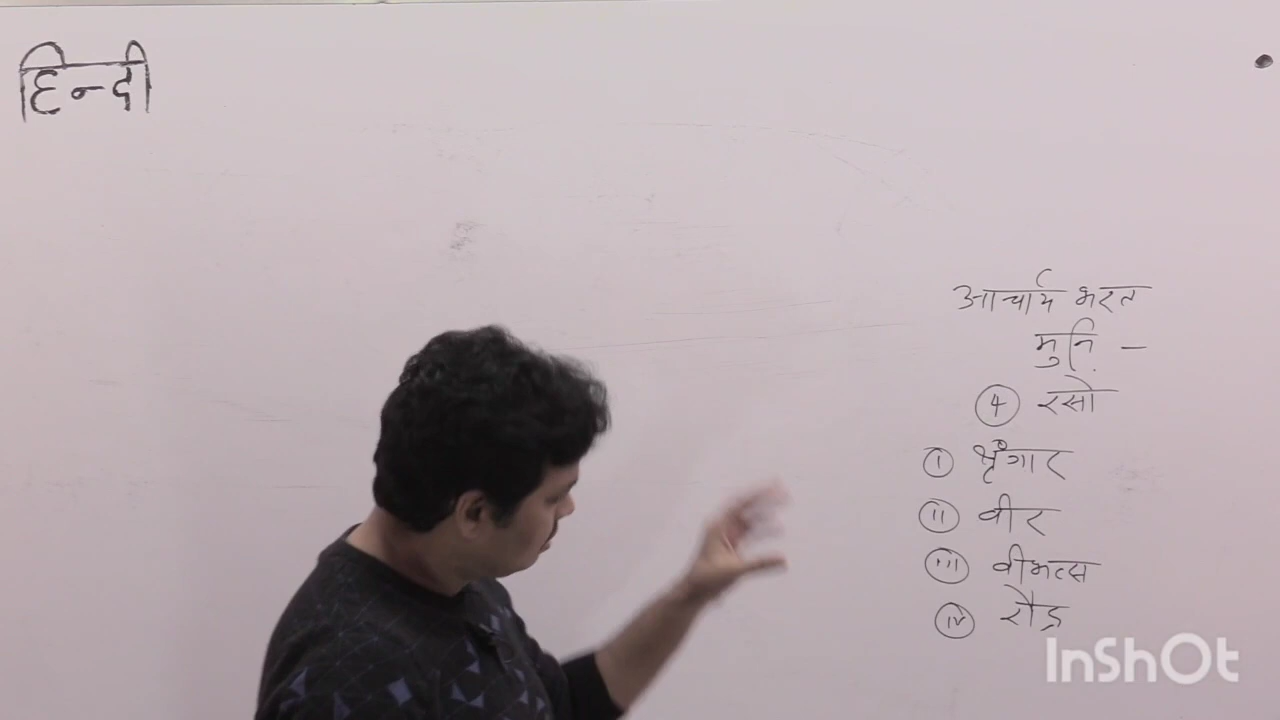 हिन्दी
आचार्य भरत
मुनि -
4 रसो
I श्रृंगार
II वीर
III वीभत्स
IV रौद्र
InShOt